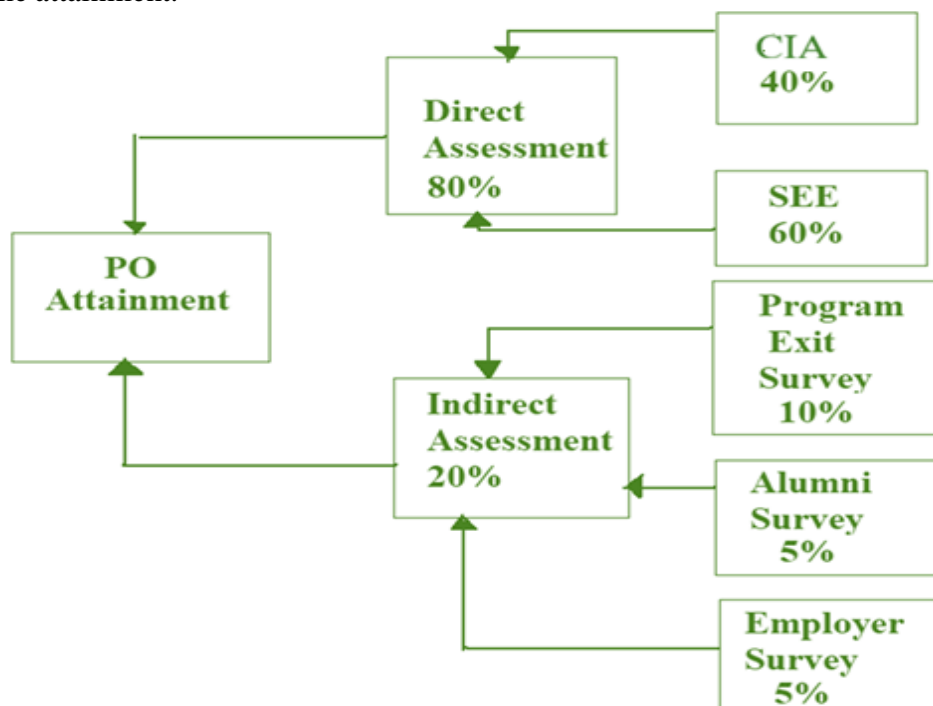 attainment.
CIA
40%
Direct
Assessment
80%
SEE
60%
PO
Attainment
Program
Exit
Survey
10%
Indirect
Assessment
20%
Alumni
Survey
5%
Employer
Survey
5%